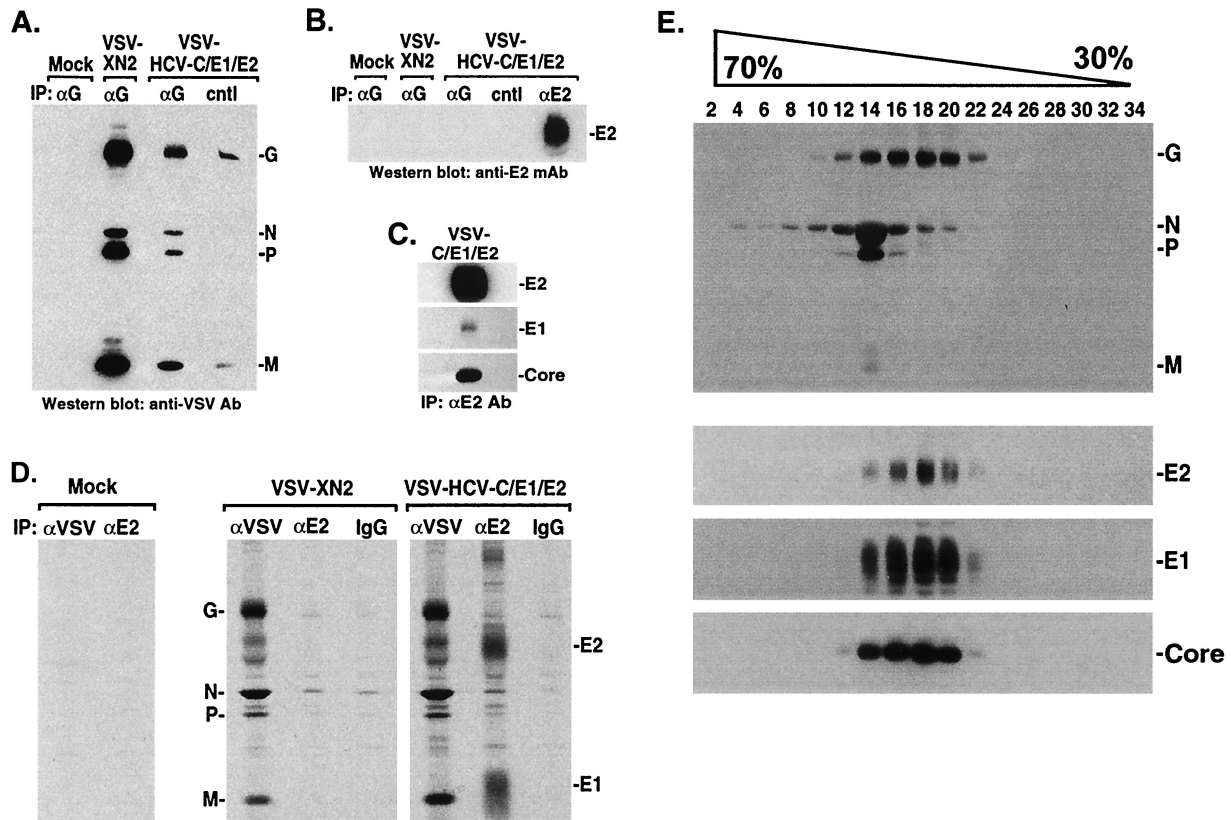 A.
VSV-
XN2
VSV-
HCV-C/E1/E2
Mock
IP: αG αG αG cntl
-G
-N
-P
-M
Western blot: anti-VSV Ab
B.
VSV-
XN2
VSV-
HCV-C/E1/E2
Mock
IP: αG αG αG cntl αE2
-E2
Western blot: anti-E2 mAb
C.
VSV-
C/E1/E2
-E2
-E1
-Core
IP: αE2 Ab
D.
Mock VSV-XN2 VSV-HCV-C/E1/E2
IP: αVSV αE2 αVSV αE2 IgG αVSV αE2 IgG
G-
N-
P-
M-
-E2
-E1
E.
70% 30%
2 4 6 8 10 12 14 16 18 20 22 24 26 28 30 32 34
-G
-N
-P
-M
-E2
-E1
-Core